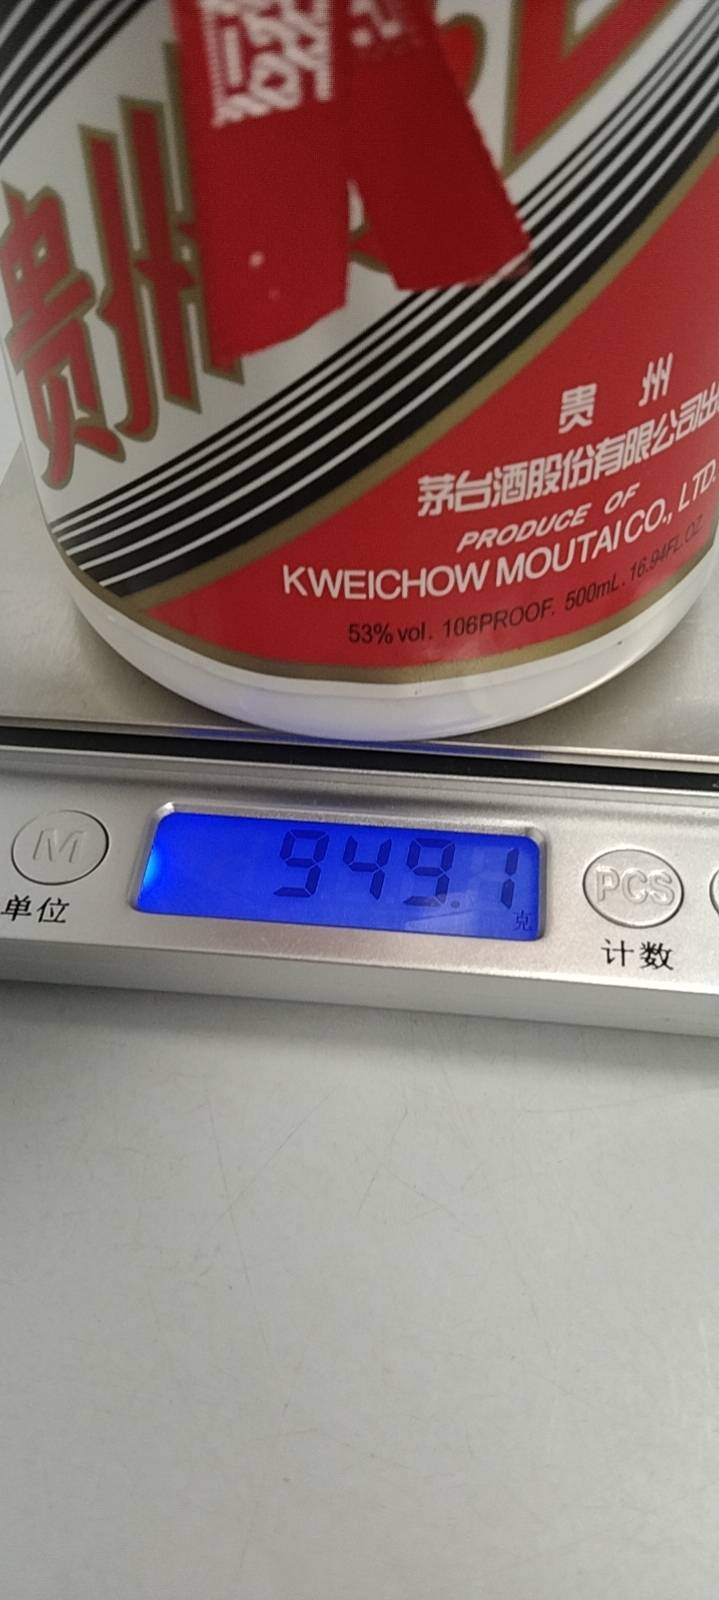 贵州
贵州
茅台酒股份有限公司出
PRODUCE OF
KWEICHOW MOUTAI CO., LTD.
53% vol. 106PROOF. 500mL. 16.94FL.OZ
M
949.1
克
PCS
单位
计数